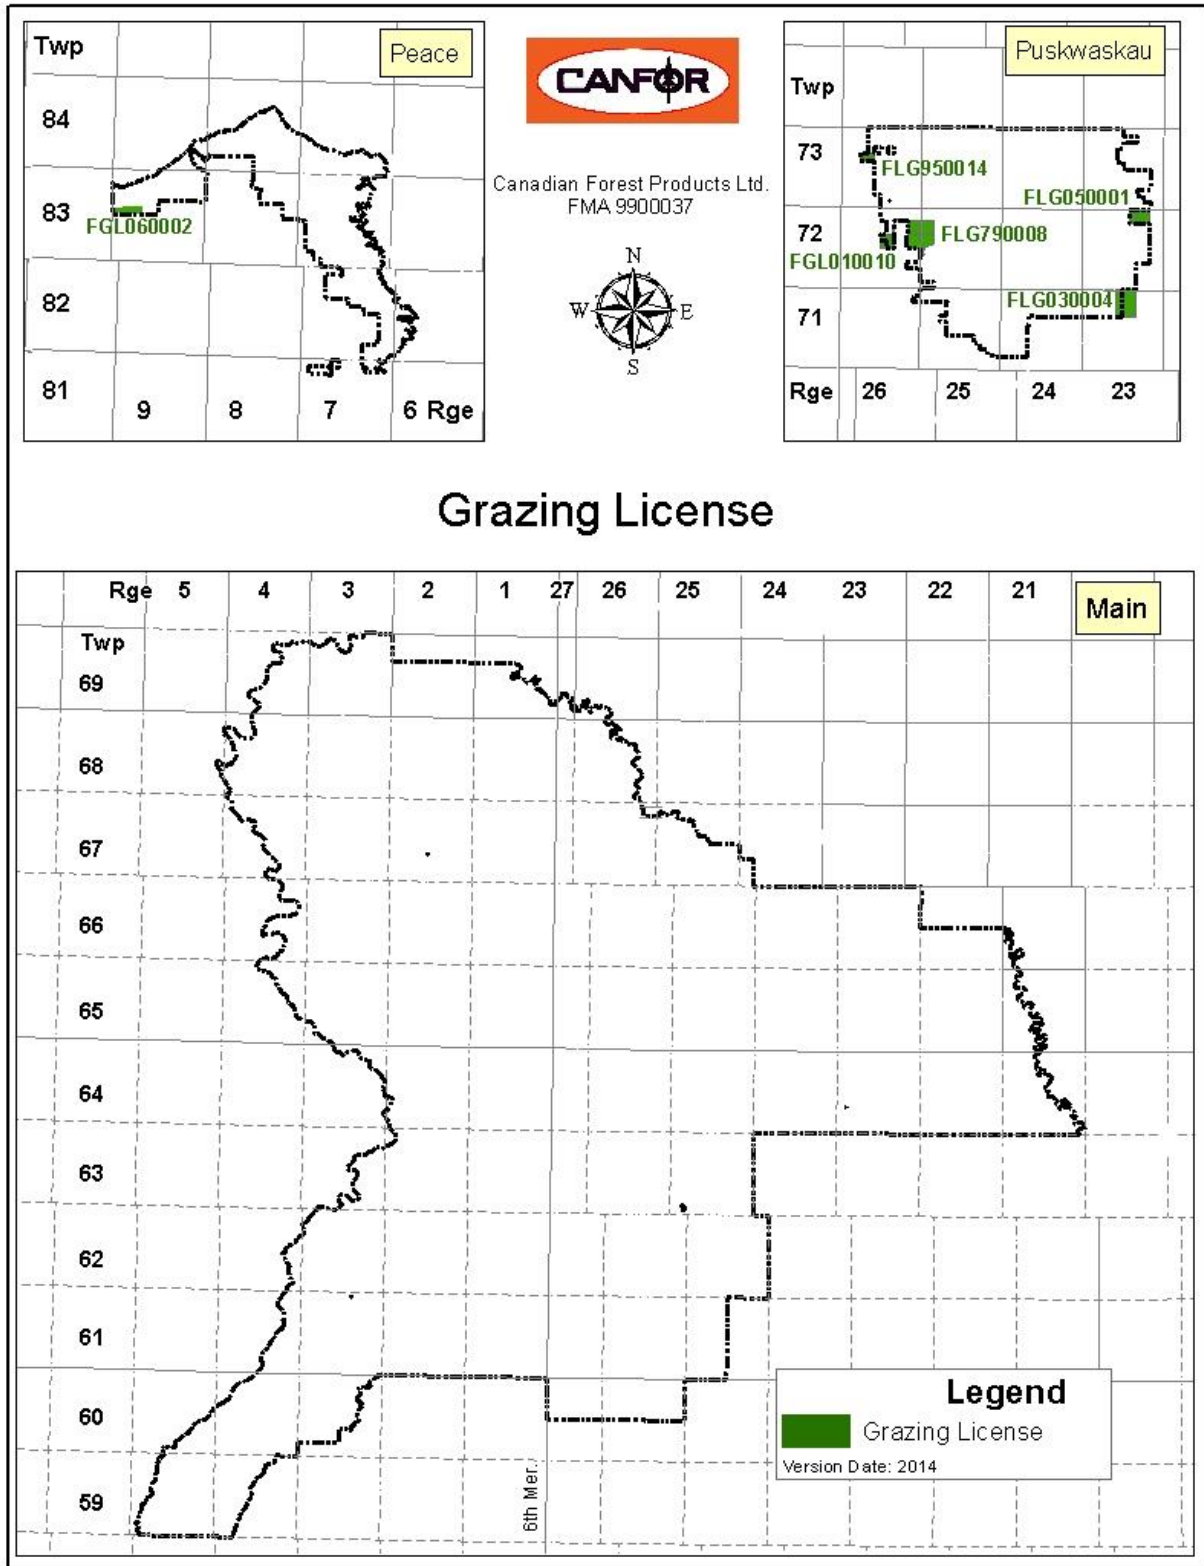 Twp
Peace
84
83
FGL060002
82
81
9 8 7 6 Rge
CANFOR
Canadian Forest Products Ltd.
FMA 9900037
N
W E
S
Puskwaskau
Twp
73
FLG950014
FLG050001
72
FLG790008
FGL010010
FLG030004
71
Rge 26 25 24 23
Grazing License
Rge 5 4 3 2 1 27 26 25 24 23 22 21
Main
Twp
69
68
67
66
65
64
63
62
61
60
59
6th Mer.
Legend
Grazing License
Version Date: 2014